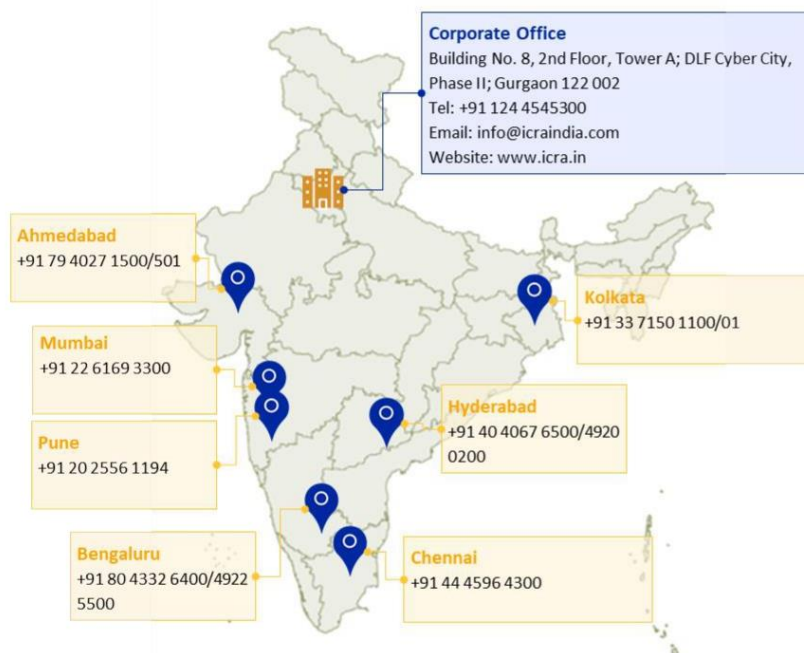 Corporate Office
Building No. 8, 2nd Floor, Tower A; DLF Cyber City,
Phase II; Gurgaon 122 002
Tel: +91 124 4545300
Email: info@icraindia.com
Website: www.icra.in
Ahmedabad
+91 79 4027 1500/501
Kolkata
+91 33 7150 1100/01
Mumbai
+91 22 6169 3300
Hyderabad
+91 40 4067 6500/4920
0200
Pune
+91 20 2556 1194
Bengaluru
+91 80 4332 6400/4922
5500
Chennai
+91 44 4596 4300